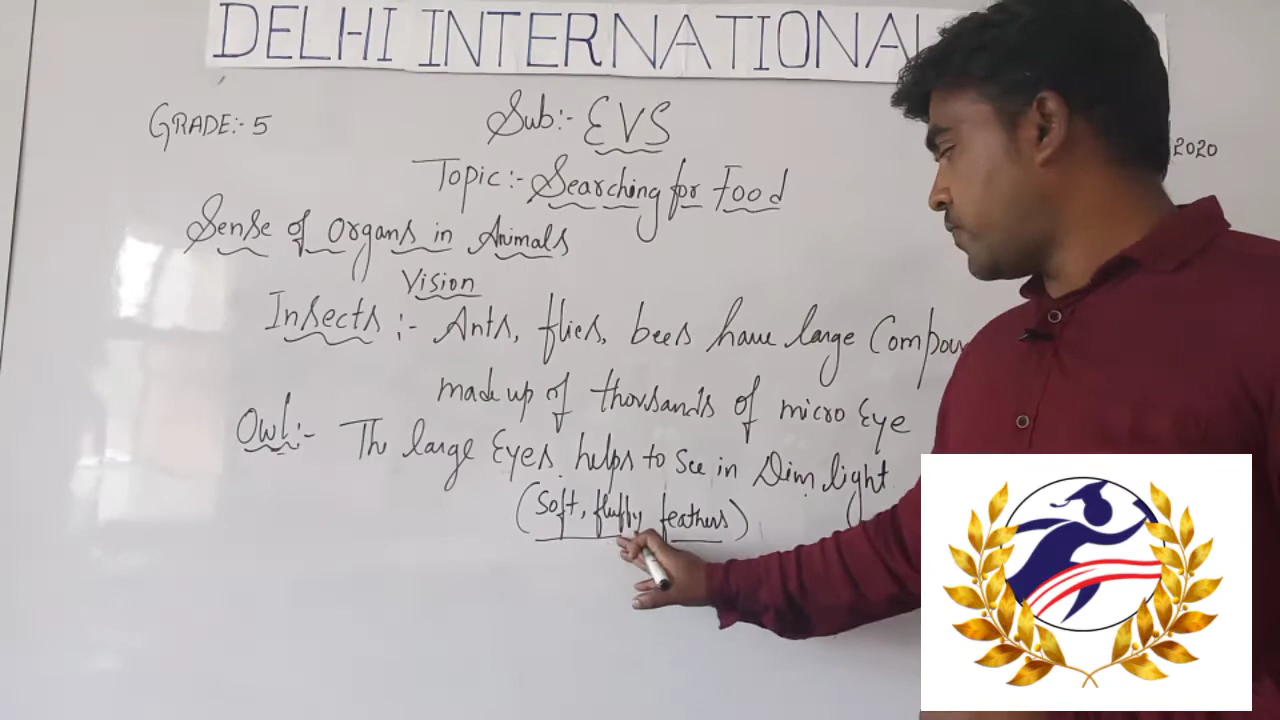 DELHI INTERNATIONAL
GRADE:- 5
Sub:- EVS
2020
Topic:- Searching for Food
Sense of organs in Animals
Vision
Insects :- Ants, flies, bees have large Compou
made up of thousands of micro Eye
Owl:- The large Eyes helps to see in Dim light
(Soft, fluffy feathers)